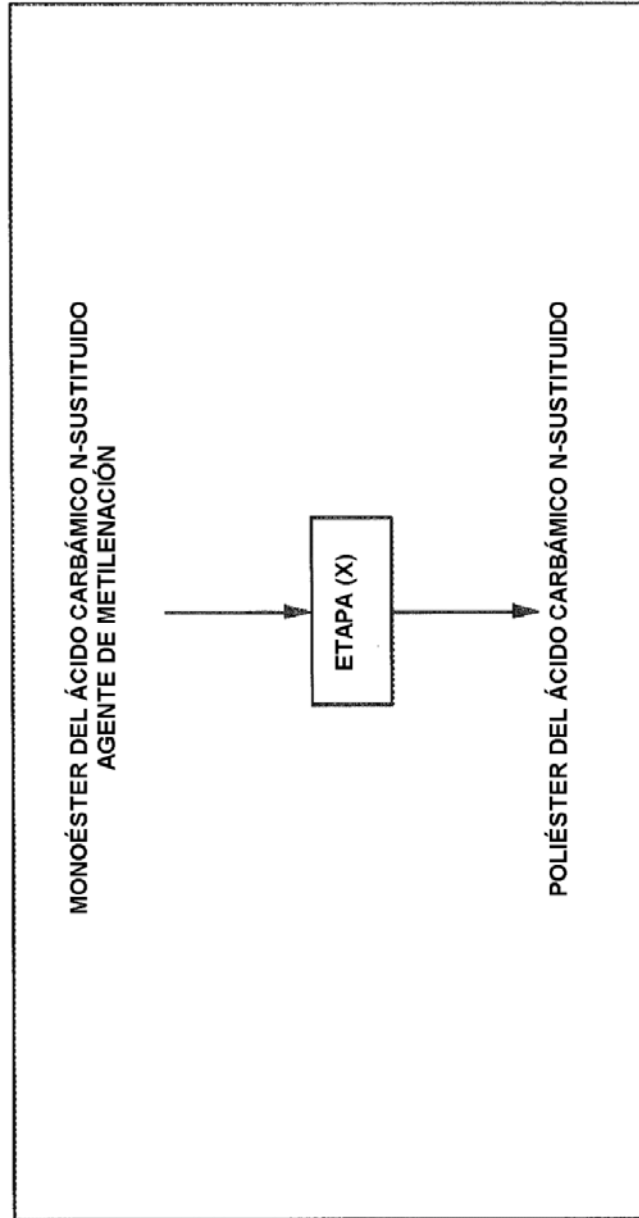 MONOÉSTER DEL ÁCIDO CARBÁMICO N-SUSTITUIDO
AGENTE DE METILENACIÓN
ETAPA (X)
POLIÉSTER DEL ÁCIDO CARBÁMICO N-SUSTITUIDO